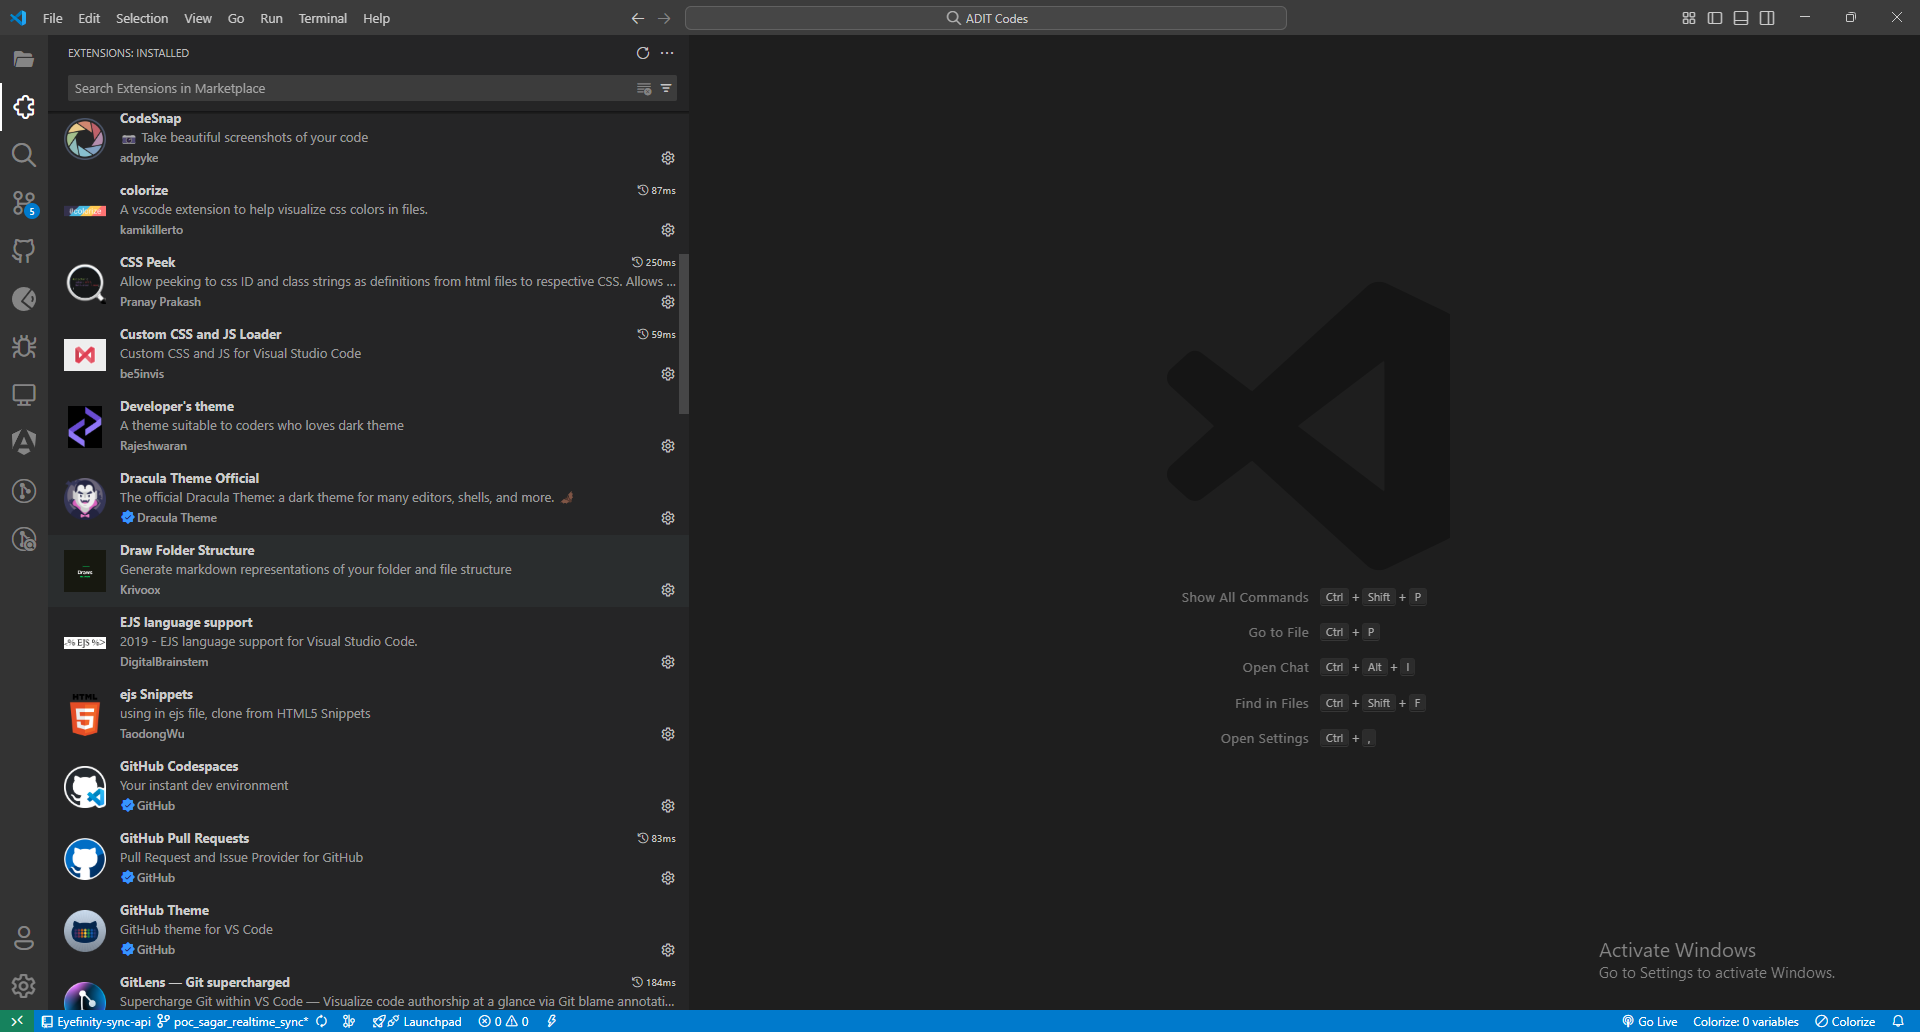 File Edit Selection View Go Run Terminal Help
ADIT Codes
EXTENSIONS: INSTALLED
Search Extensions in Marketplace
CodeSnap
Take beautiful screenshots of your code
adpyke
colorize 87ms
A vscode extension to help visualize css colors in files.
kamikillerto
CSS Peek 250ms
Allow peeking to css ID and class strings as definitions from html files to respective CSS. Allows ...
Pranay Prakash
Custom CSS and JS Loader 59ms
Custom CSS and JS for Visual Studio Code
be5invis
Developer's theme
A theme suitable to coders who loves dark theme
Rajeshwaran
Dracula Theme Official
The official Dracula Theme: a dark theme for many editors, shells, and more.
Dracula Theme
Draw Folder Structure
Generate markdown representations of your folder and file structure
Krivoox
EJS language support
<% EJS %>
2019 - EJS language support for Visual Studio Code.
DigitalBrainstem
HTML
5
ejs Snippets
using in ejs file, clone from HTML5 Snippets
TaodongWu
GitHub Codespaces
Your instant dev environment
GitHub
GitHub Pull Requests 83ms
Pull Request and Issue Provider for GitHub
GitHub
GitHub Theme
GitHub theme for VS Code
GitHub
GitLens — Git supercharged 184ms
Supercharge Git within VS Code — Visualize code authorship at a glance via Git blame annotati...
5
Show All Commands Ctrl + Shift + P
Go to File Ctrl + P
Open Chat Ctrl + Alt + I
Find in Files Ctrl + Shift + F
Open Settings Ctrl + ,
Activate Windows
Go to Settings to activate Windows.
Eyefinity-sync-api poc_sagar_realtime_sync* Launchpad 0 0 Go Live Colorize: 0 variables Colorize